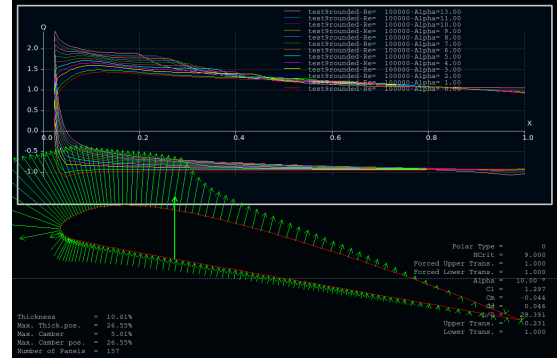 Q
test9rounded-Re= 100000-Alpha=13.00
test9rounded-Re= 100000-Alpha=11.00
test9rounded-Re= 100000-Alpha=10.00
test9rounded-Re= 100000-Alpha= 9.00
test9rounded-Re= 100000-Alpha= 8.00
test9rounded-Re= 100000-Alpha= 7.00
test9rounded-Re= 100000-Alpha= 6.00
test9rounded-Re= 100000-Alpha= 5.00
test9rounded-Re= 100000-Alpha= 4.00
test9rounded-Re= 100000-Alpha= 3.00
test9rounded-Re= 100000-Alpha= 2.00
test9rounded-Re= 100000-Alpha= 1.00
test9rounded-Re= 100000-Alpha= 0.00
2.0
1.5
1.0
0.5
X
0.0
0.0 0.2 0.4 0.6 0.8 1.0
-0.5
-1.0
Polar Type = 0
NCrit = 9.000
Forced Upper Trans. = 1.000
Forced Lower Trans. = 1.000
Alpha = 10.00 °
Cl = 1.297
Cm = -0.044
Cd = 0.046
L/D = 28.391
Upper Trans. = 0.231
Lower Trans. = 1.000
Thickness = 10.01%
Max. Thick.pos. = 26.55%
Max. Camber = 5.01%
Max. Camber pos. = 26.55%
Number of Panels = 157